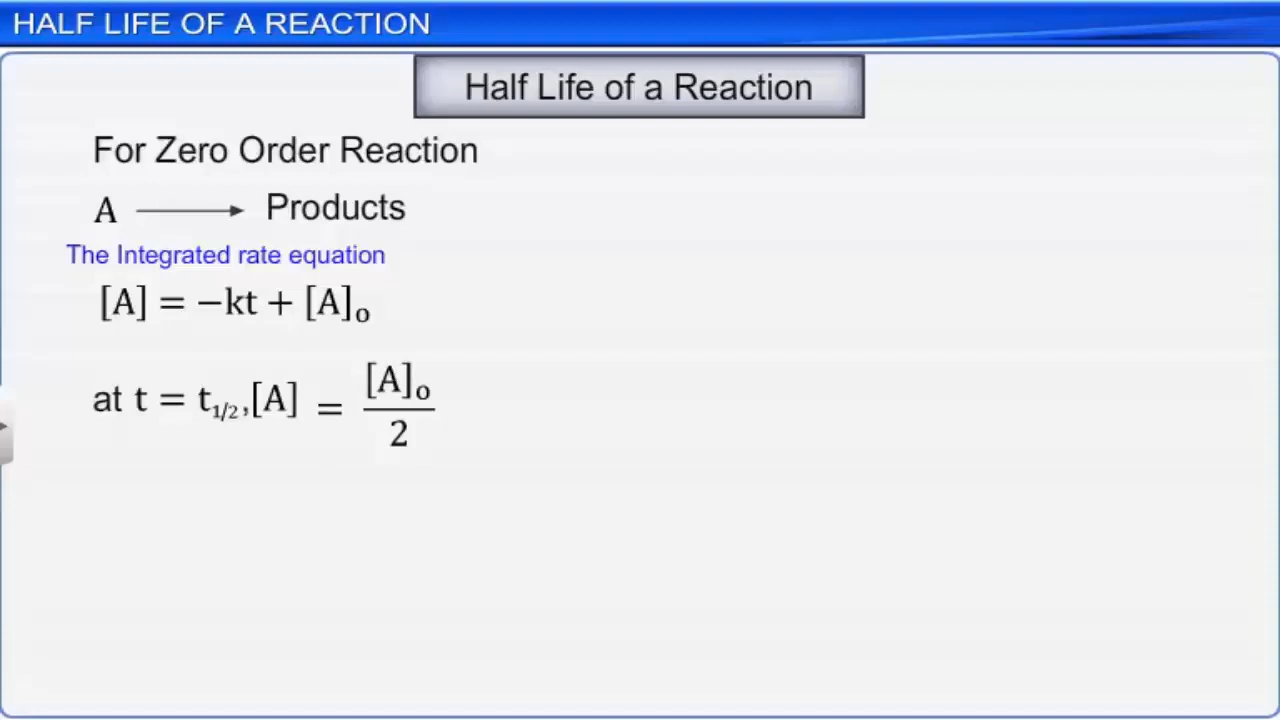 HALF LIFE OF A REACTION
Half Life of a Reaction
For Zero Order Reaction
A ⟶ Products
The Integrated rate equation
[A] = −kt + [A]ₒ
at t = t₁/₂,[A] = [A]ₒ / 2